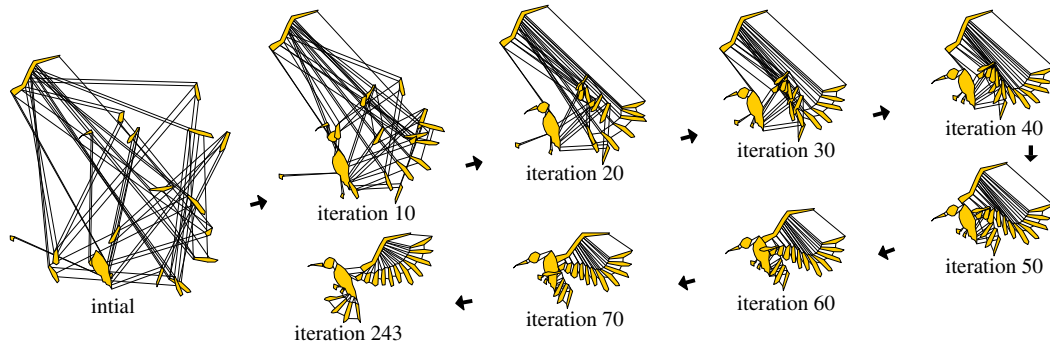 intial
iteration 10
iteration 20
iteration 30
iteration 40
iteration 50
iteration 60
iteration 70
iteration 243